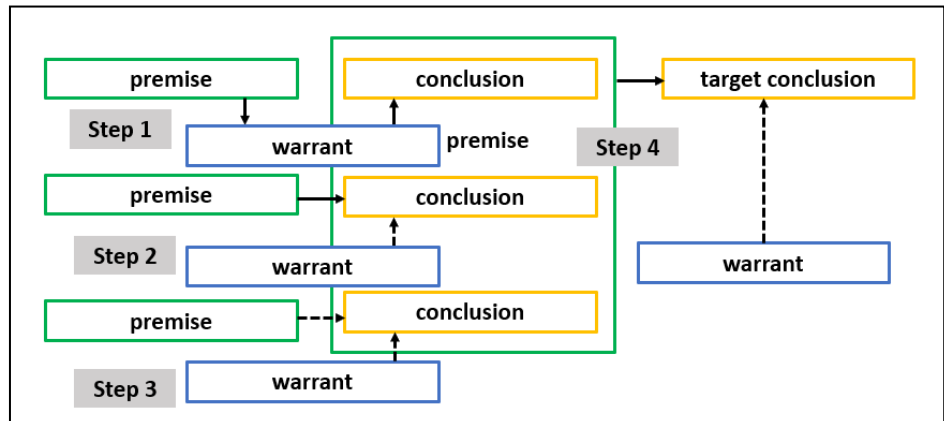 premise
conclusion
target conclusion
Step 1
warrant
premise
Step 4
premise
conclusion
Step 2
warrant
warrant
premise
conclusion
Step 3
warrant